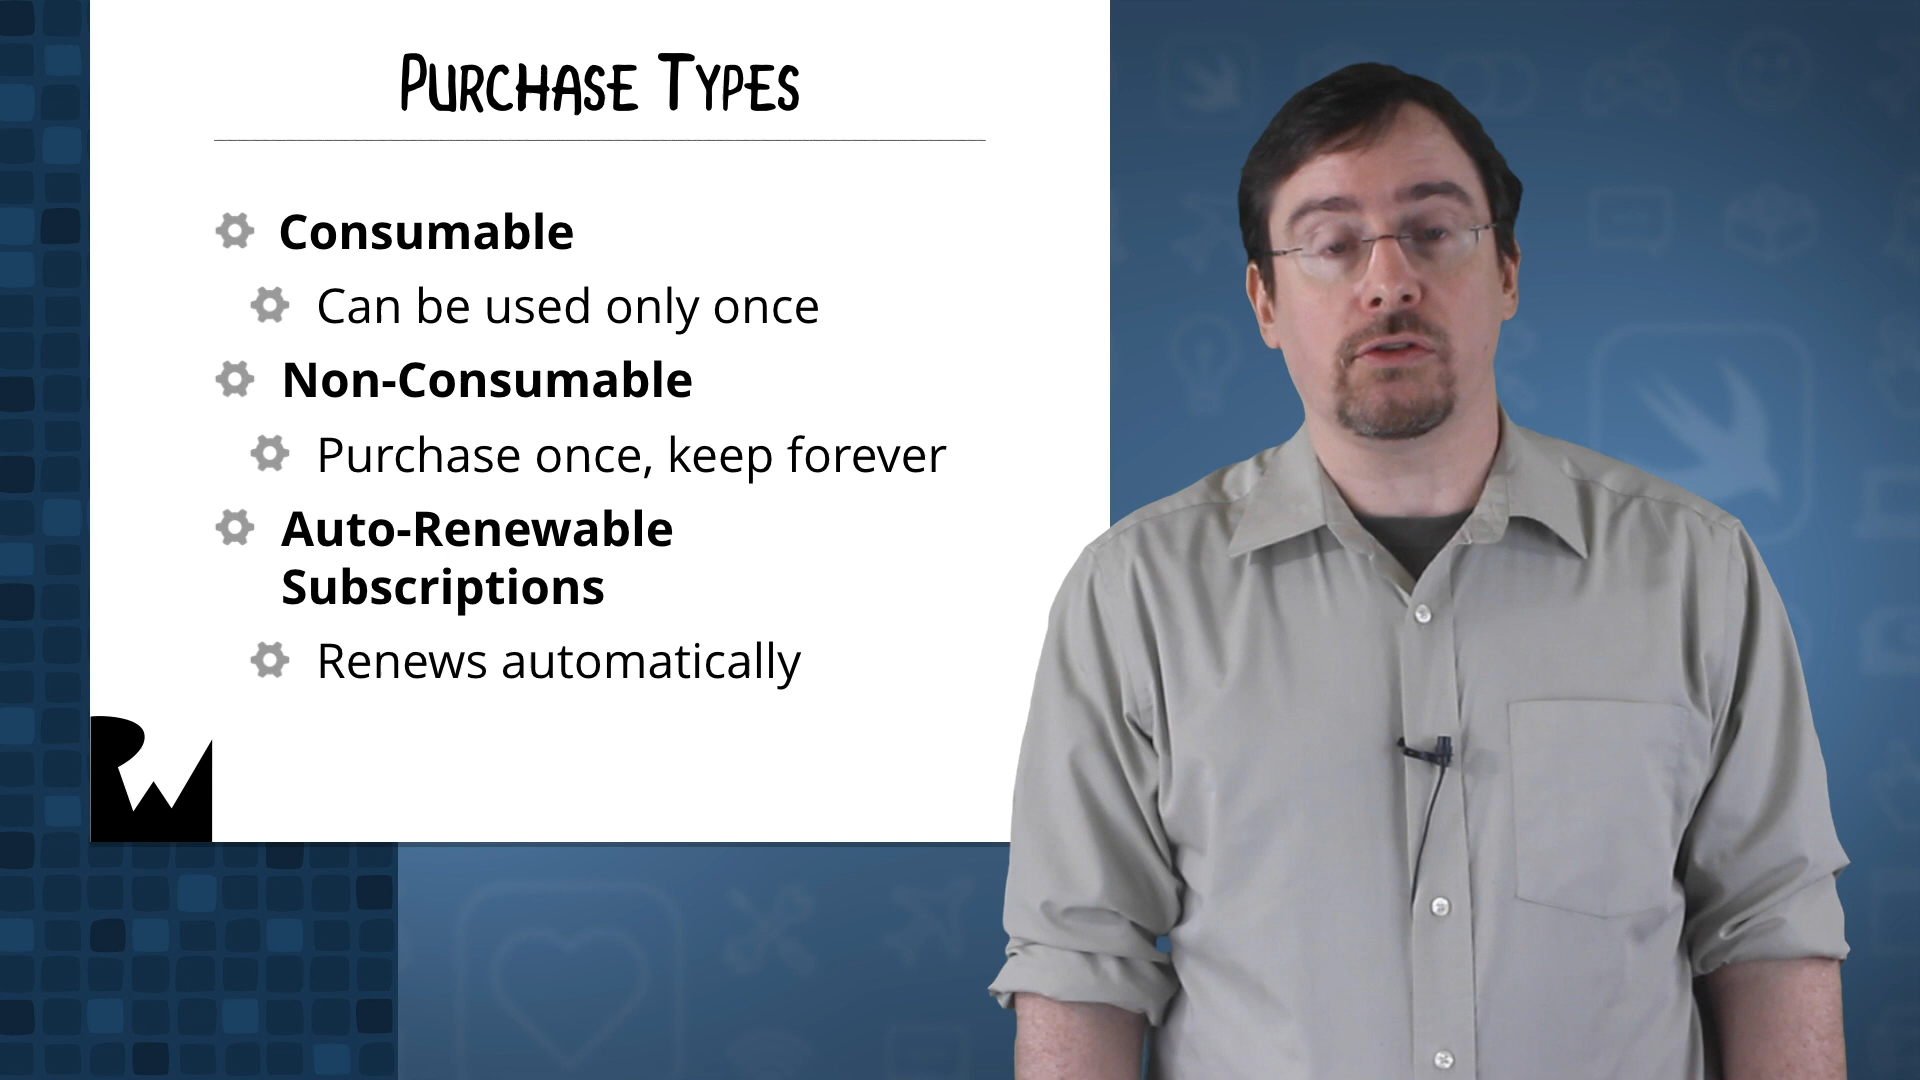 Purchase Types
Consumable
Can be used only once
Non-Consumable
Purchase once, keep forever
Auto-Renewable
Subscriptions
Renews automatically
RW